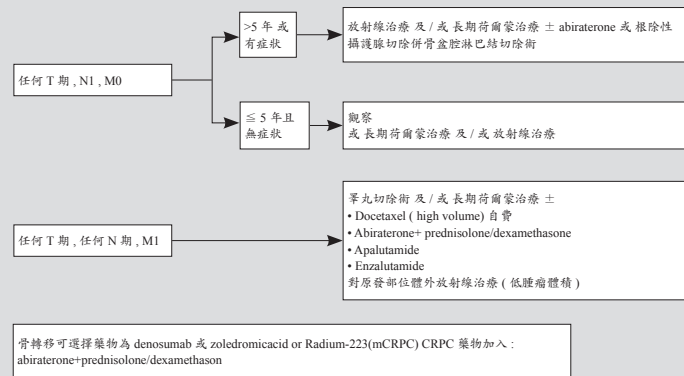 >5 年 或
有症狀
放射線治療 及 / 或 長期荷爾蒙治療 ± abiraterone 或 根除性
攝護腺切除併骨盆腔淋巴結切除術
任何 T 期 , N1 , M0
≦ 5 年且
無症狀
觀察
或 長期荷爾蒙治療 及 / 或 放射線治療
睪丸切除術 及 / 或 長期荷爾蒙治療 ±
• Docetaxel ( high volume) 自費
• Abiraterone+ prednisolone/dexamethasone
• Apalutamide
• Enzalutamide
對原發部位體外放射線治療 ( 低腫瘤體積 )
任何 T 期 , 任何 N 期 , M1
骨轉移可選擇藥物為 denosumab 或 zoledromicacid or Radium-223(mCRPC) CRPC 藥物加入 :
abiraterone+prednisolone/dexamethason